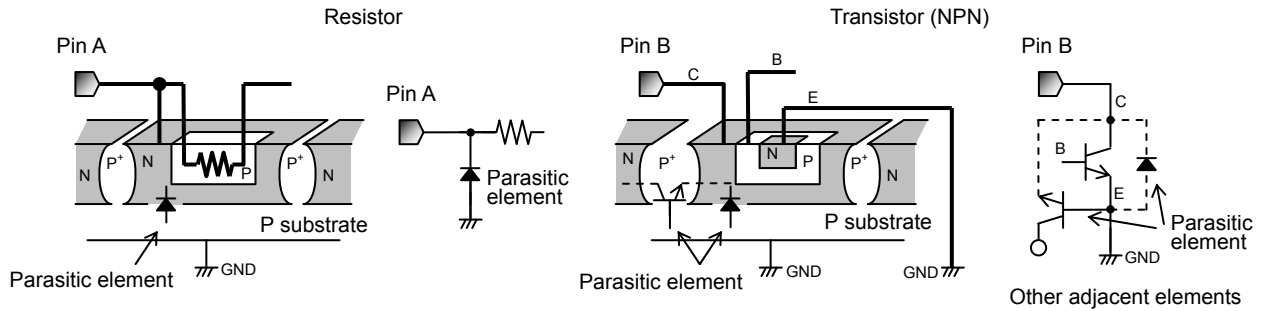 Resistor
Pin A
N
P+
N
P
P+
N
P substrate
Parasitic element
GND
Pin A
Parasitic
element
Transistor (NPN)
Pin B
C
B
E
N
P+
N
P
P+
N
P substrate
Parasitic element
GND
GND
Pin B
C
B
E
Parasitic
element
GND
Other adjacent elements